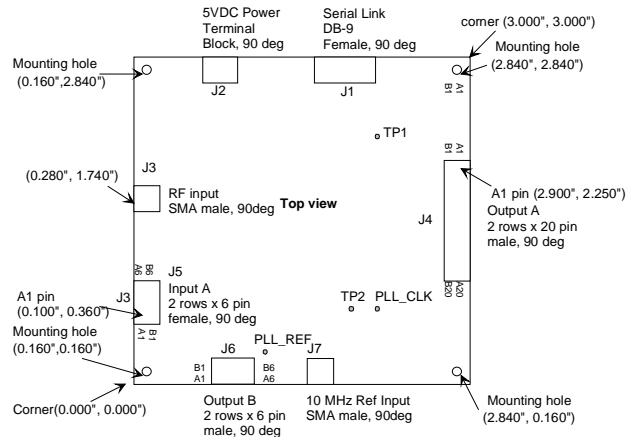 5VDC Power
Terminal
Block, 90 deg
Serial Link
DB-9
Female, 90 deg
corner (3.000", 3.000")
Mounting hole
(0.160",2.840")
Mounting hole
(2.840", 2.840")
J2
J1
B1
A1
TP1
B1
A1
J3
(0.280", 1.740")
RF input
SMA male, 90deg
Top view
J4
A1 pin (2.900", 2.250")
Output A
2 rows x 20 pin
male, 90 deg
A6
B6
J5
Input A
2 rows x 6 pin
female, 90 deg
J3
A1 pin
(0.100", 0.360")
A1
B1
TP2
PLL_CLK
B20
A20
Mounting hole
(0.160",0.160")
PLL_REF
J6
J7
B1
A1
B6
A6
Corner(0.000", 0.000")
Output B
2 rows x 6 pin
male, 90 deg
10 MHz Ref Input
SMA male, 90deg
Mounting hole
(2.840", 0.160")